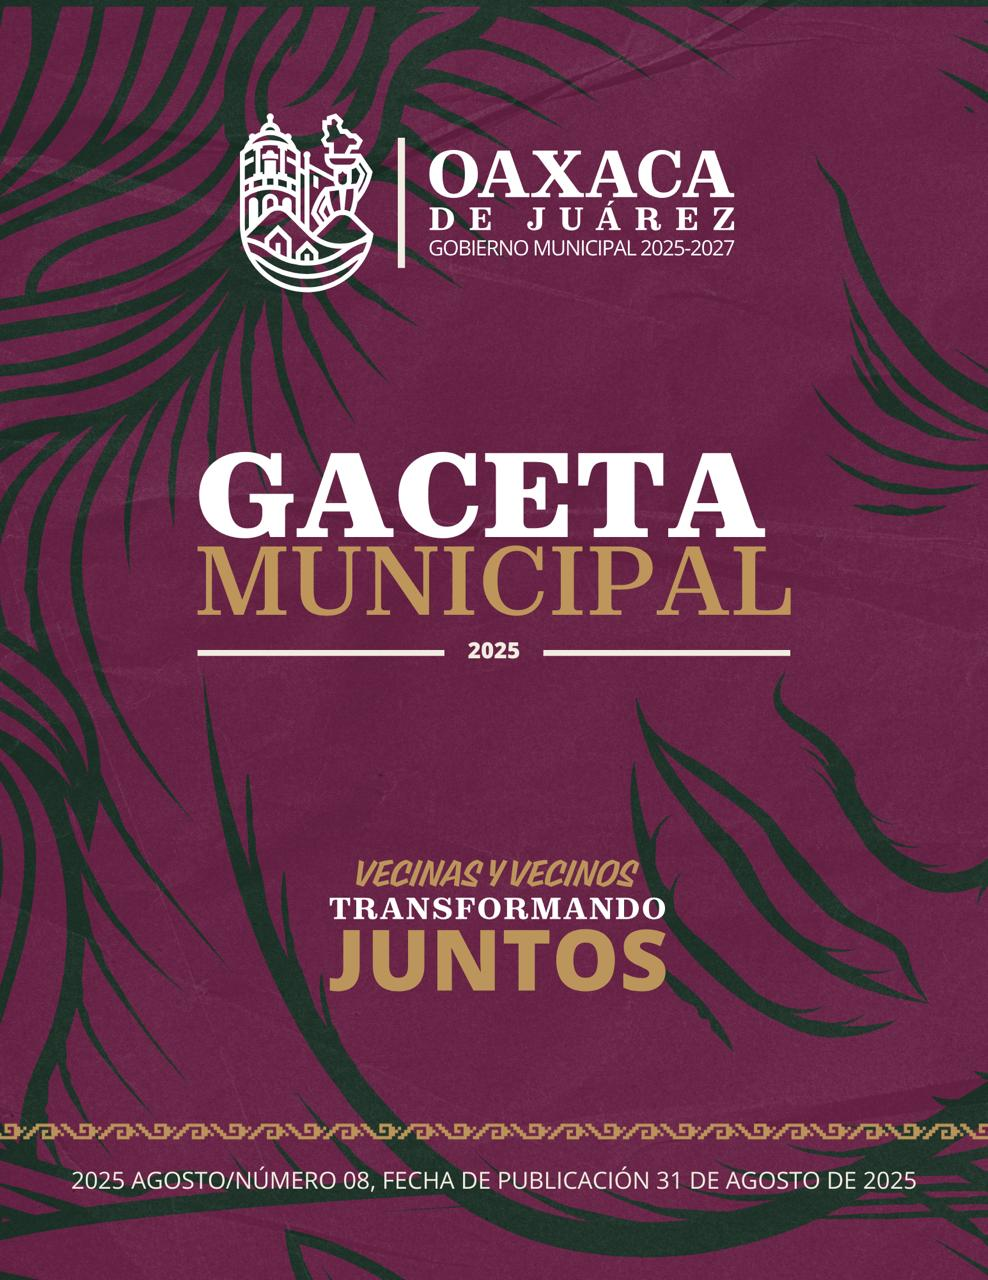 OAXACA
DE JUÁREZ
GOBIERNO MUNICIPAL 2025-2027
GACETA
MUNICIPAL
2025
VECINAS Y VECINOS
TRANSFORMANDO
JUNTOS
2025 AGOSTO/NÚMERO 08, FECHA DE PUBLICACIÓN 31 DE AGOSTO DE 2025